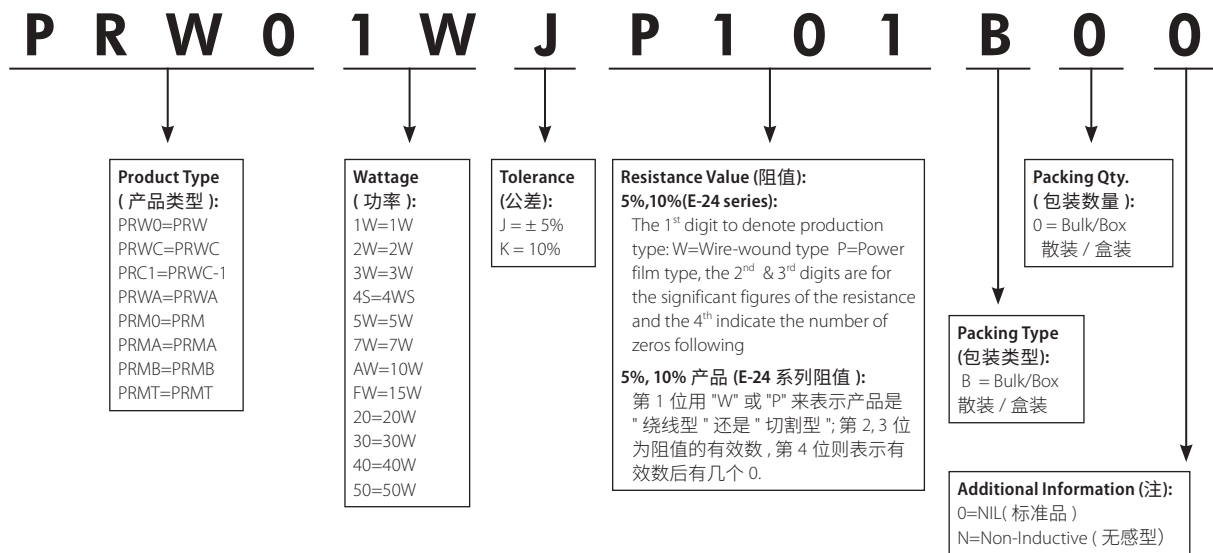 P R W 0 1 W J P 1 0 1 B 0 0
Product Type
( 产品类型 ):
PRW0=PRW
PRWC=PRWC
PRC1=PRWC-1
PRWA=PRWA
PRM0=PRM
PRMA=PRMA
PRMB=PRMB
PRMT=PRMT
Wattage
( 功率 ):
1W=1W
2W=2W
3W=3W
4S=4WS
5W=5W
7W=7W
AW=10W
FW=15W
20=20W
30=30W
40=40W
50=50W
Tolerance
(公差):
J = ± 5%
K = 10%
Resistance Value (阻值):
5%,10%(E-24 series):
The 1st digit to denote production
type: W=Wire-wound type P=Power
film type, the 2nd & 3rd digits are for
the significant figures of the resistance
and the 4th indicate the number of
zeros following
5%, 10% 产品 (E-24 系列阻值 ):
第 1 位用 "W" 或 "P" 来表示产品是
" 绕线型 " 还是 " 切割型 "; 第 2, 3 位
为阻值的有效数 , 第 4 位则表示有
效数后有几个 0.
Packing Type
(包装类型):
B = Bulk/Box
散装 / 盒装
Packing Qty.
( 包装数量 ):
0 = Bulk/Box
散装 / 盒装
Additional Information (注):
0=NIL( 标准品 )
N=Non-Inductive ( 无感型)